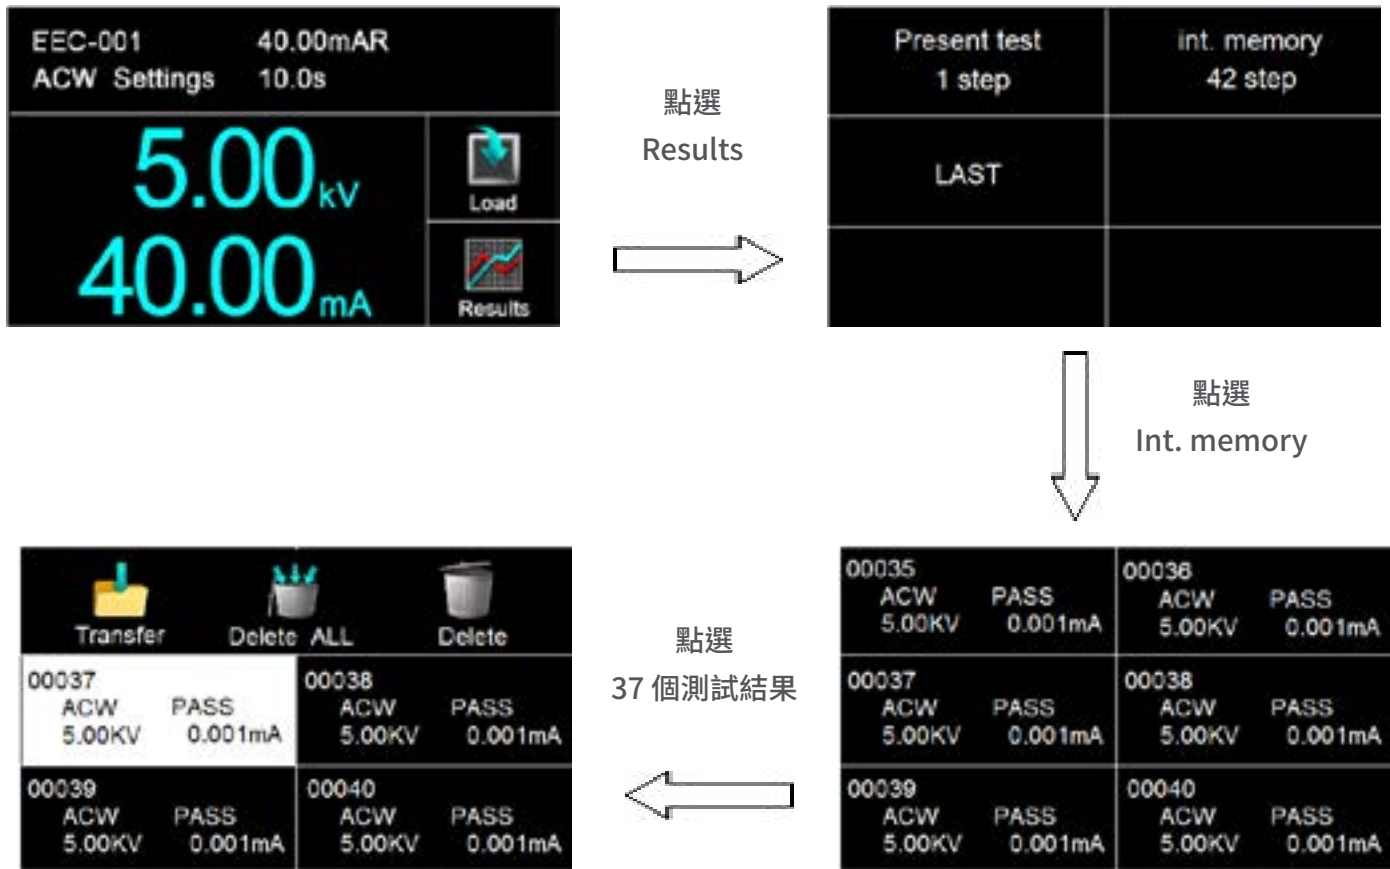 EEC-001 40.00mAR
ACW Settings 10.0s
5.00kV
40.00mA
Load
Results
點選
Results
Present test
1 step
int. memory
42 step
LAST
點選
Int. memory
00035
ACW PASS
5.00KV 0.001mA
00036
ACW PASS
5.00KV 0.001mA
00037
ACW PASS
5.00KV 0.001mA
00038
ACW PASS
5.00KV 0.001mA
00039
ACW PASS
5.00KV 0.001mA
00040
ACW PASS
5.00KV 0.001mA
點選
37 個測試結果
Transfer
Delete ALL
Delete
00037
ACW PASS
5.00KV 0.001mA
00038
ACW PASS
5.00KV 0.001mA
00039
ACW PASS
5.00KV 0.001mA
00040
ACW PASS
5.00KV 0.001mA